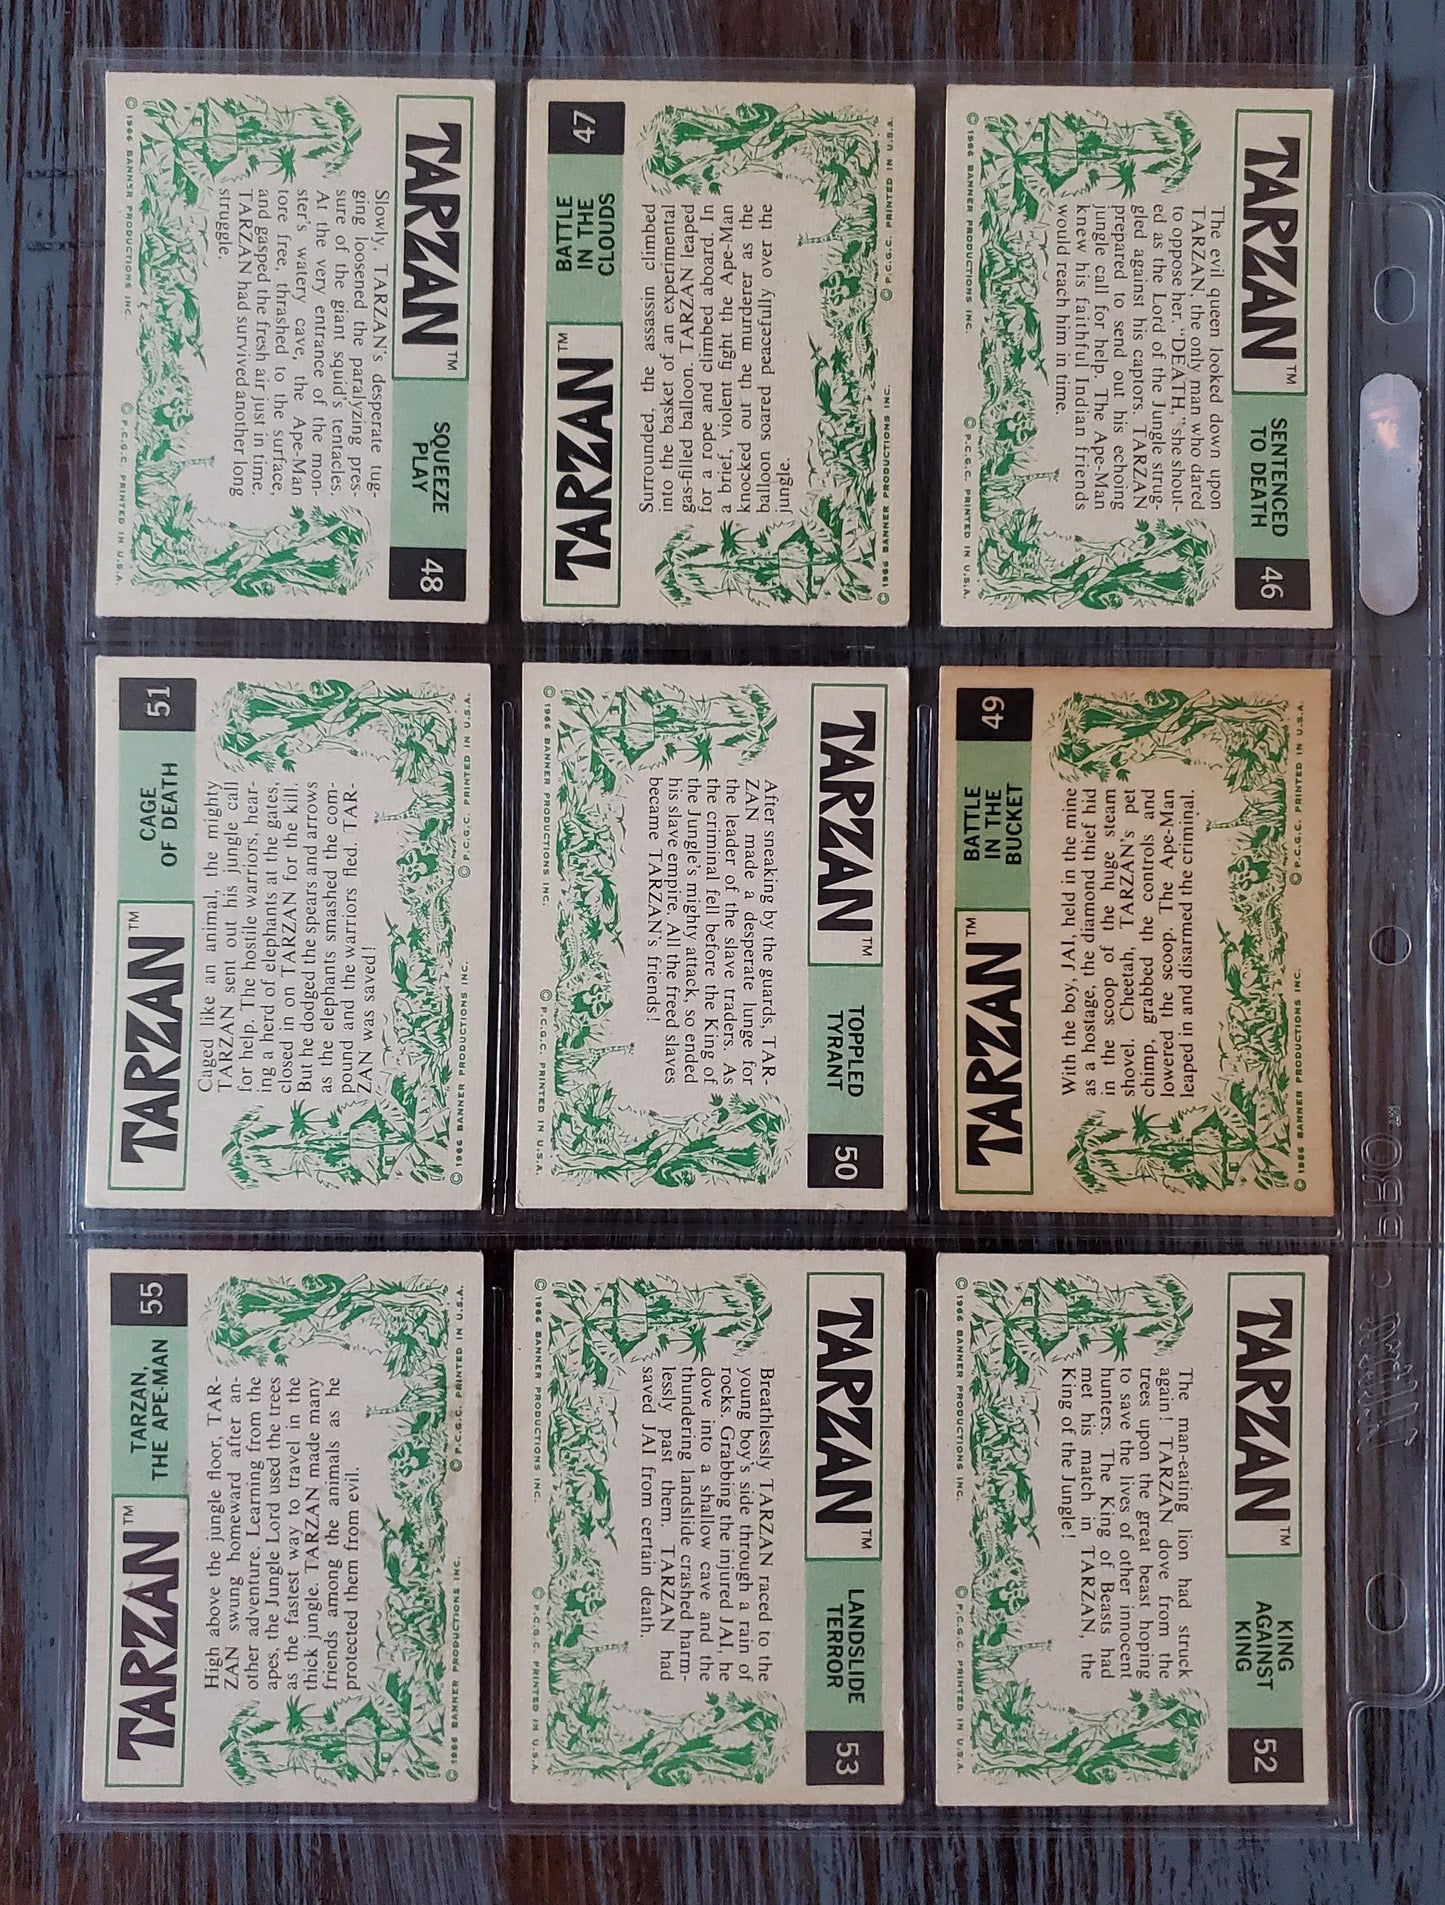 TARZAN™
SQUEEZE
PLAY
48
Slowly, TARZAN's desperate tug-
ging loosened the paralyzing pres-
sure of the giant squid's tentacles.
At the very entrance of the mon-
ster's watery cave, the Ape-Man
tore free, thrashed to the surface,
and gasped the fresh air just in time.
TARZAN had survived another long
struggle.
© 1966 BANNER PRODUCTIONS INC. © P.C.G.C. PRINTED IN U.S.A.
TARZAN™
BATTLE
IN THE
CLOUDS
47
Surrounded, the assassin climbed
into the basket of an experimental
gas-filled balloon. TARZAN leaped
for a rope and climbed aboard. In
a brief, violent fight the Ape-Man
knocked out the murderer as the
balloon soared peacefully over the
jungle.
© 1966 BANNER PRODUCTIONS INC. © P.C.G.C. PRINTED IN U.S.A.
TARZAN™
SENTENCED
TO DEATH
46
The evil queen looked down upon
TARZAN, the only man who dared
to oppose her. "DEATH," she shout-
ed as the Lord of the Jungle strug-
gled against his captors. TARZAN
prepared to send out his echoing
jungle call for help. The Ape-Man
knew his faithful Indian friends
would reach him in time.
© 1966 BANNER PRODUCTIONS INC. © P.C.G.C. PRINTED IN U.S.A.
TARZAN™
CAGE
OF DEATH
51
Caged like an animal, the mighty
TARZAN sent out his jungle call
for help. The hostile warriors, hear-
ing a herd of elephants at the gates,
closed in on TARZAN for the kill.
But he dodged the spears and arrows
as the elephants smashed the com-
pound and the warriors fled. TAR-
ZAN was saved!
© 1966 BANNER PRODUCTIONS INC. © P.C.G.C. PRINTED IN U.S.A.
TARZAN™
TOPPLED
TYRANT
50
After sneaking by the guards, TAR-
ZAN made a desperate lunge for
the leader of the slave traders. As
the criminal fell before the King of
the Jungle's mighty attack, so ended
his slave empire. All the freed slaves
became TARZAN's friends!
© 1966 BANNER PRODUCTIONS INC. © P.C.G.C. PRINTED IN U.S.A.
TARZAN™
BATTLE
IN THE
BUCKET
49
With the boy, JAI, held in the mine
as a hostage, the diamond thief hid
in the scoop of the huge steam
shovel. Cheetah, TARZAN's pet
chimp, grabbed the controls and
lowered the scoop. The Ape-Man
leaped in and disarmed the criminal.
© 1966 BANNER PRODUCTIONS INC. © P.C.G.C. PRINTED IN U.S.A.
TARZAN™
TARZAN,
THE APE-MAN
55
High above the jungle floor, TAR-
ZAN swung homeward after an-
other adventure. Learning from the
apes, the Jungle Lord used the trees
as the fastest way to travel in the
thick jungle. TARZAN made many
friends among the animals as he
protected them from evil.
© 1966 BANNER PRODUCTIONS INC. © P.C.G.C. PRINTED IN U.S.A.
TARZAN™
LANDSLIDE
TERROR
53
Breathlessly TARZAN raced to the
young boy's side through a rain of
rocks. Grabbing the injured JAI, he
dove into a shallow cave and the
thundering landslide crashed harm-
lessly past them. TARZAN had
saved JAI from certain death.
© 1966 BANNER PRODUCTIONS INC. © P.C.G.C. PRINTED IN U.S.A.
TARZAN™
KING
AGAINST
KING
52
The man-eating lion had struck
again! TARZAN dove from the
trees upon the great beast hopping
to save the lives of other innocent
hunters. The King of Beasts had
met his match in TARZAN, the
King of the Jungle!
© 1966 BANNER PRODUCTIONS INC. © P.C.G.C. PRINTED IN U.S.A.